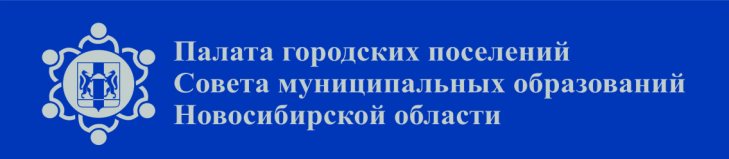 Палата городских поселений
Совета муниципальных образований
Новосибирской области